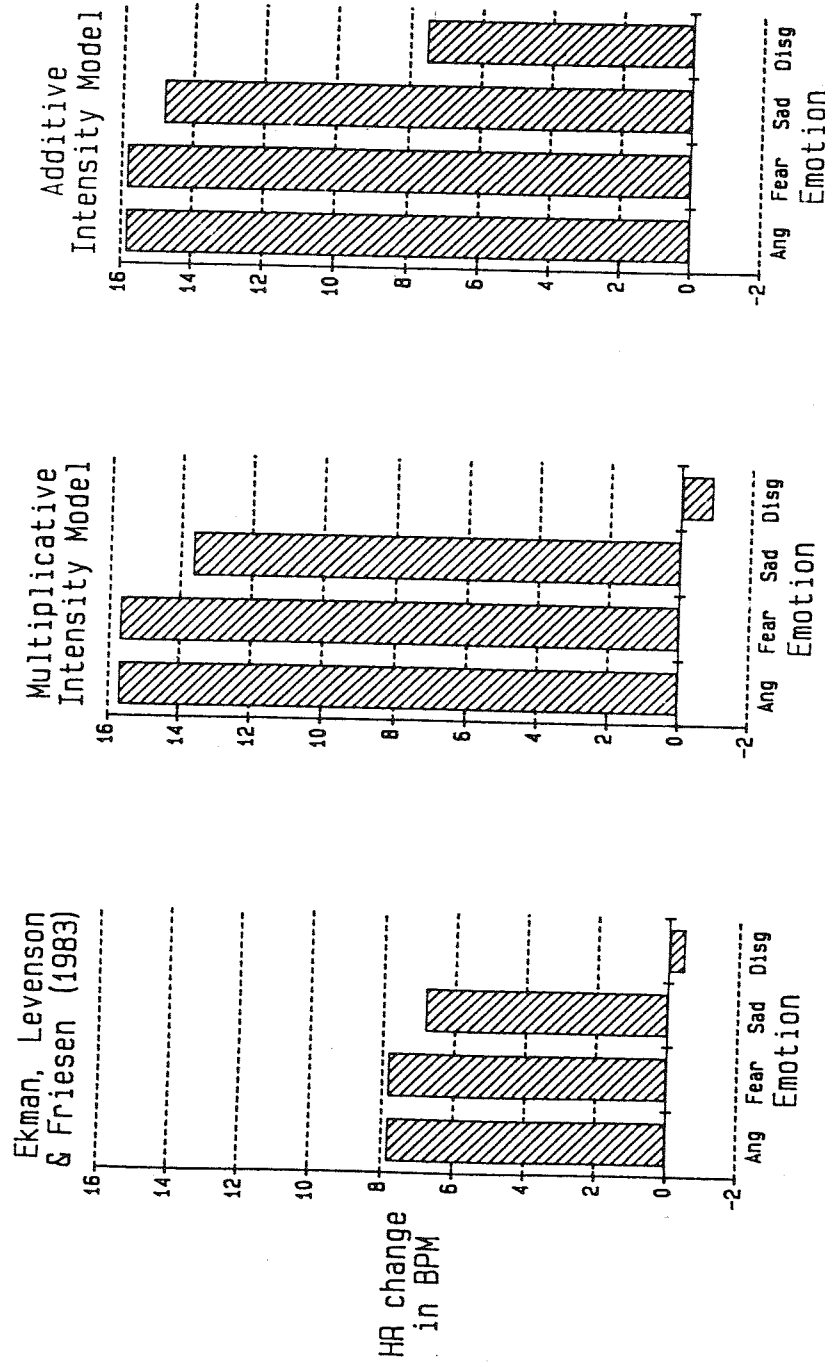 Ekman, Levenson
& Friesen (1983)
HR change
in BPM
16
14
12
10
8
6
4
2
0
-2
Ang Fear Sad Disg
Emotion
Multiplicative
Intensity Model
16
14
12
10
8
6
4
2
0
-2
Ang Fear Sad Disg
Emotion
Additive
Intensity Model
16
14
12
10
8
6
4
2
0
-2
Ang Fear Sad Disg
Emotion